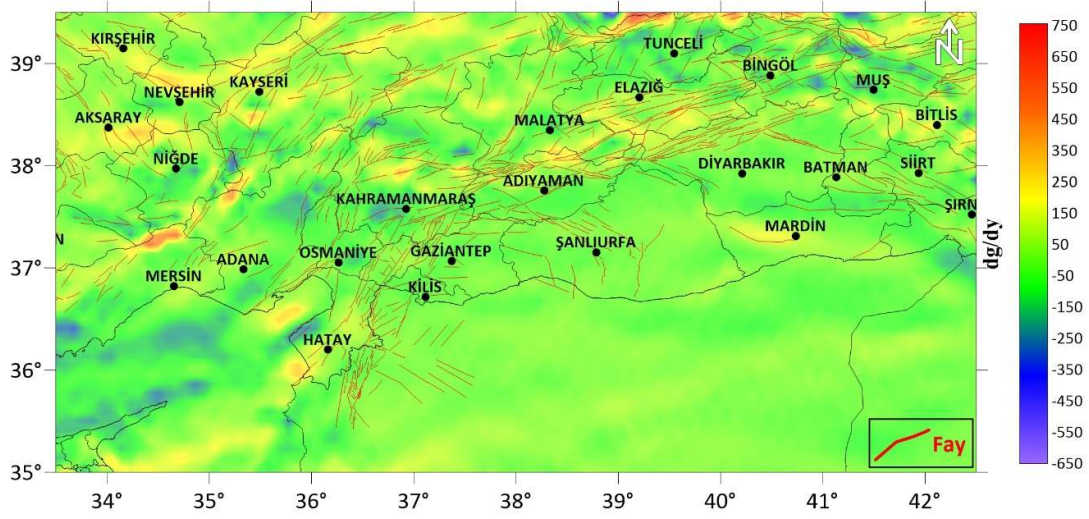 KIRŞEHİR
NEVŞEHİR
KAYSERİ
AKSARAY
NİĞDE
TUNCELİ
BİNGÖL
ELAZIĞ
MUŞ
MALATYA
BİTLİS
ADIYAMAN
DİYARBAKIR
BATMAN
SİİRT
KAHRAMANMARAŞ
ŞIRN
MARDİN
N
ADANA
OSMANİYE
GAZİANTEP
ŞANLIURFA
MERSİN
KİLİS
HATAY
N
Fay
39°
38°
37°
36°
35°
34°
35°
36°
37°
38°
39°
40°
41°
42°
dg/dy
750
650
550
450
350
250
150
50
-50
-150
-250
-350
-450
-550
-650